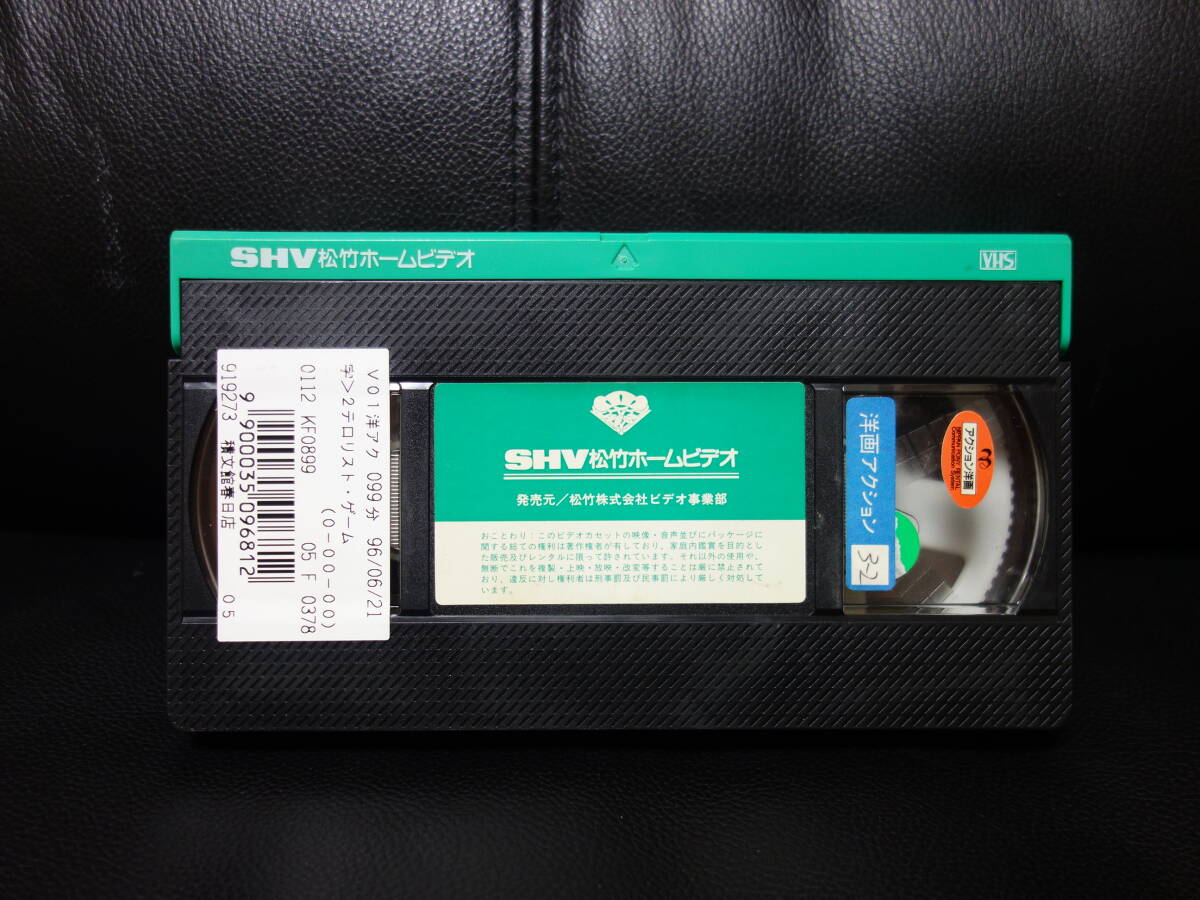 SHV松竹ホームビデオ
VHS
V01洋アク 099分 96/06/21
字>2テロリスト・ゲーム
(0-00-00)
0112 KF0899 05 F 0378
9 900035 096812
919273 積文館春日店 05
SHV松竹ホームビデオ
発売元/松竹株式会社ビデオ事業部
おことわり:このビデオカセットの映像・音声並びにパッケージに
関する総ての権利は著作権者が有しており、家庭内鑑賞を目的とし
た販売及びレンタルに限って許されています。それ以外の使用や、
無断でこれを複製・上映・放映・改変等することは厳に禁止されて
おり、違反に対し権利者は刑事罰及び民事罰により厳しく対処して
います。
洋画アクション
3-2
アクション洋画
NIPPAN PONY RENTAL
Communication System